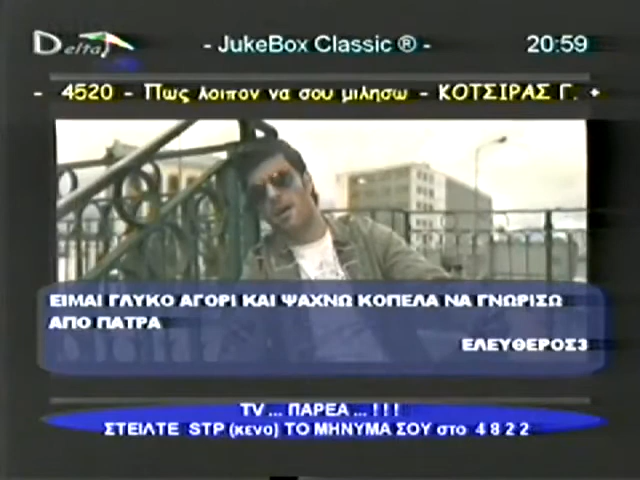 Delta
- JukeBox Classic ® -
20:59
- 4520 - Πως λοιπον να σου μιλησω - ΚΟΤΣΙΡΑΣ Γ. +
ΕΙΜΑΙ ΓΛΥΚΟ ΑΓΟΡΙ ΚΑΙ ΨΑΧΝΩ ΚΟΠΕΛΑ ΝΑ ΓΝΩΡΙΣΩ
ΑΠΟ ΠΑΤΡΑ
ΕΛΕΥΘΕΡΟΣ3
TV ... ΠΑΡΕΑ ... ! ! !
ΣΤΕΙΛΤΕ STP (κενο) ΤΟ ΜΗΝΥΜΑ ΣΟΥ στο 4 8 2 2